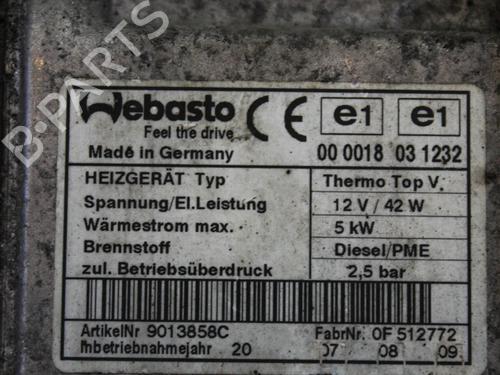 Webasto CE e1 e1
Feel the drive
Made in Germany 00 0018 03 1232
HEIZGERÄT Typ Thermo Top V
Spannung/El.Leistung 12 V / 42 W
Wärmestrom max. 5 kW
Brennstoff Diesel/PME
zul. Betriebsüberdruck 2,5 bar
ArtikelNr 9013858C FabrNr. 0F 512772
Inbetriebnahmejahr 20 07 08 09
B-PARTS